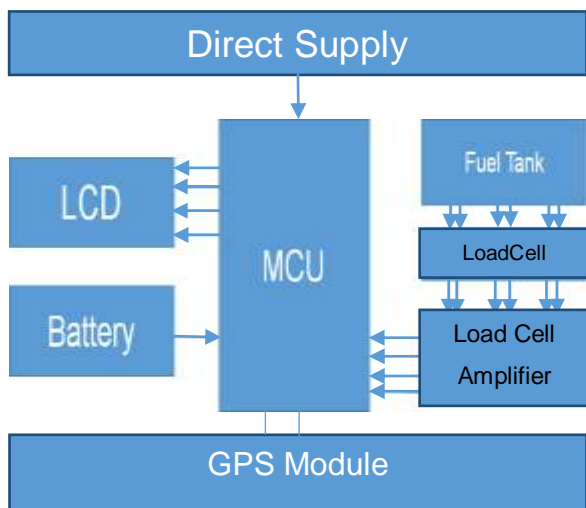 Direct Supply
LCD
MCU
Fuel Tank
LoadCell
Battery
Load Cell
Amplifier
GPS Module